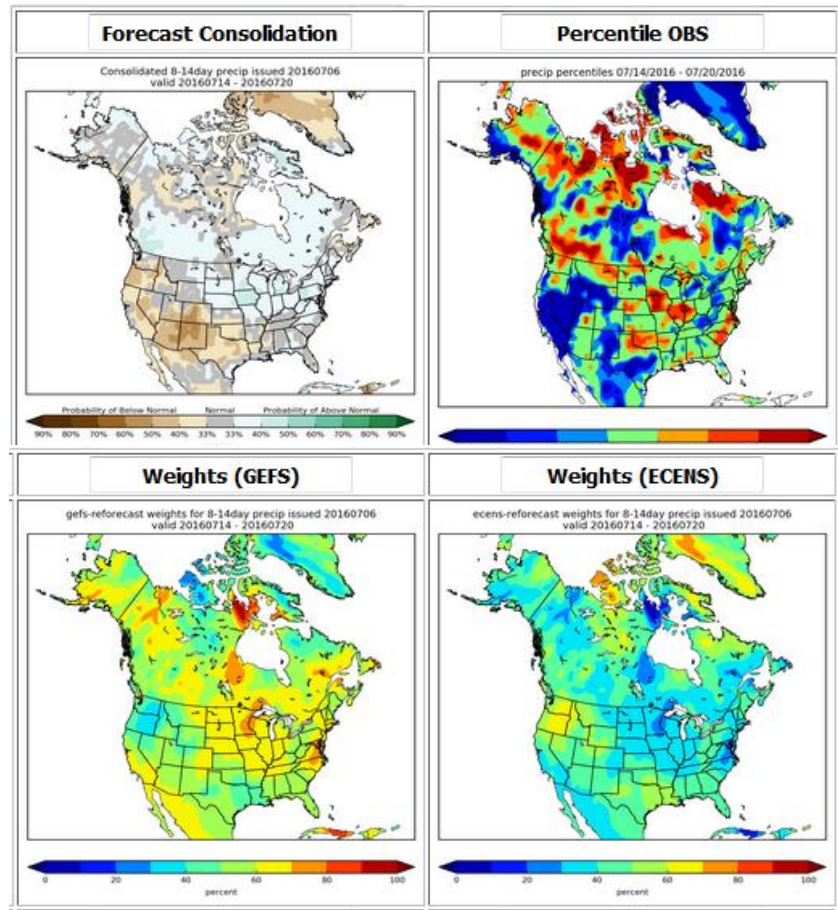 Forecast Consolidation
Percentile OBS
Consolidated 8-14day precip issued 20160706
valid 20160714 - 20160720
precip percentiles 07/14/2016 - 07/20/2016
Probability of Below Normal Normal Probability of Above Normal
90% 80% 70% 60% 50% 40% 33% 33% 40% 50% 60% 70% 80% 90%
Weights (GEFS)
Weights (ECENS)
gefs-reforecast weights for 8-14day precip issued 20160706
valid 20160714 - 20160720
ecens-reforecast weights for 8-14day precip issued 20160706
valid 20160714 - 20160720
0 20 40 60 80 100
percent
0 20 40 60 80 100
percent